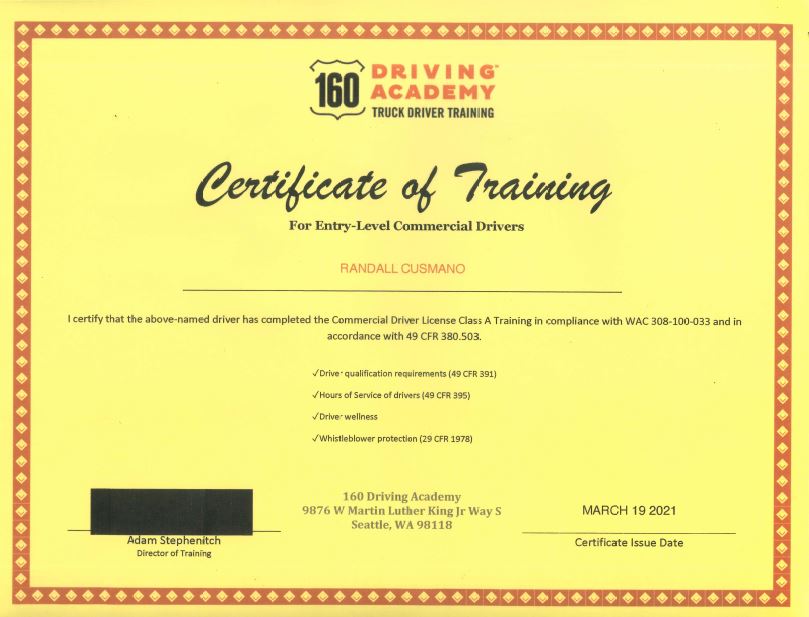 160 DRIVING ACADEMY™
TRUCK DRIVER TRAINING
Certificate of Training
For Entry-Level Commercial Drivers
RANDALL CUSMANO
I certify that the above-named driver has completed the Commercial Driver License Class A Training in compliance with WAC 308-100-033 and in
accordance with 49 CFR 380.503.
✓Driver qualification requirements (49 CFR 391)
✓Hours of Service of drivers (49 CFR 395)
✓Driver wellness
✓Whistleblower protection (29 CFR 1978)
160 Driving Academy
9876 W Martin Luther King Jr Way S
Seattle, WA 98118
Adam Stephenitch
Director of Training
MARCH 19 2021
Certificate Issue Date